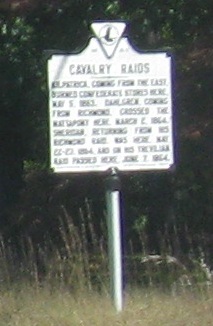 CAVALRY RAIDS
KILPATRICK, COMING FROM THE EAST,
BURNED CONFEDERATE STORES HERE,
MAY 5, 1863. DAHLGREN, COMING
FROM RICHMOND, CROSSED THE
MATTAPONY HERE, MARCH 2, 1864.
SHERIDAN, RETURNING FROM HIS
RICHMOND RAID, WAS HERE, MAY
22-23, 1864, AND ON HIS TREVILIAN
RAID PASSED HERE, JUNE 7, 1864.